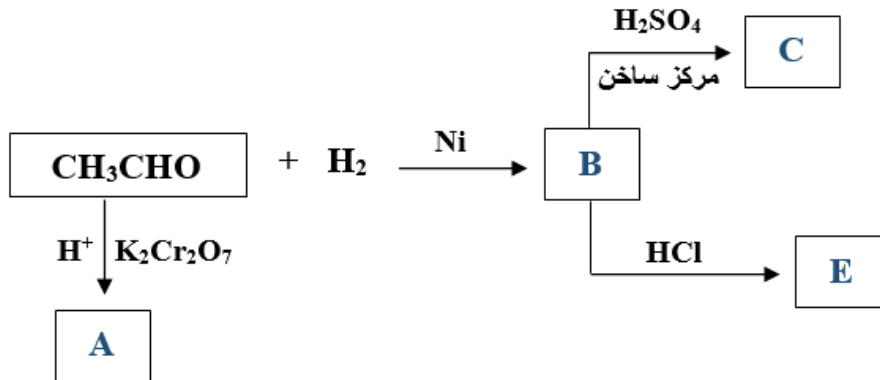 H₂SO₄
C
مركز ساخن
CH₃CHO + H₂ Ni B
H⁺ K₂Cr₂O₇
HCl
E
A